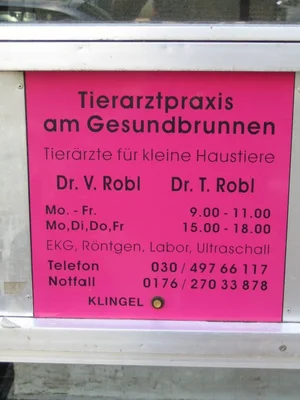 Tierarztpraxis
am Gesundbrunnen
Tierärzte für kleine Haustiere
Dr. V. Robl Dr. T. Robl
Mo. - Fr. 9.00 - 11.00
Mo,Di,Do,Fr 15.00 - 18.00
EKG, Röntgen, Labor, Ultraschall
Telefon 030 / 497 66 117
Notfall 0176 / 270 33 878
KLINGEL